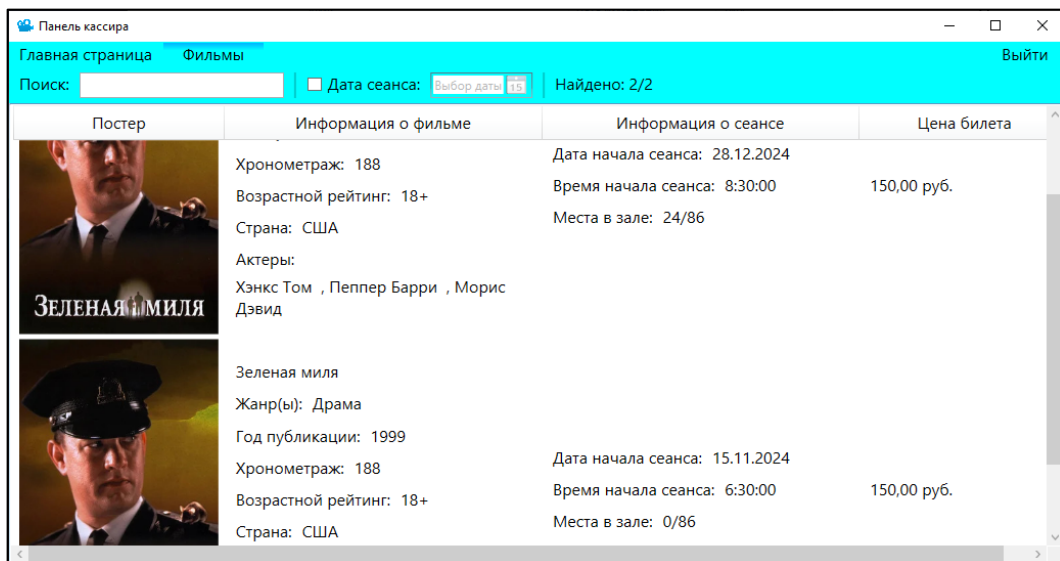 Панель кассира
Главная страница Фильмы Выйти
Поиск: Дата сеанса: Выбор даты 15 Найдено: 2/2
Постер Информация о фильме Информация о сеансе Цена билета
Хронометраж: 188
Возрастной рейтинг: 18+
Страна: США
Актеры:
Хэнкс Том , Пеппер Барри , Морис
Дэвид
Дата начала сеанса: 28.12.2024
Время начала сеанса: 8:30:00
Места в зале: 24/86
150,00 руб.
ЗЕЛЕНАЯ МИЛЯ
Зеленая миля
Жанр(ы): Драма
Год публикации: 1999
Хронометраж: 188
Возрастной рейтинг: 18+
Страна: США
Дата начала сеанса: 15.11.2024
Время начала сеанса: 6:30:00
Места в зале: 0/86
150,00 руб.